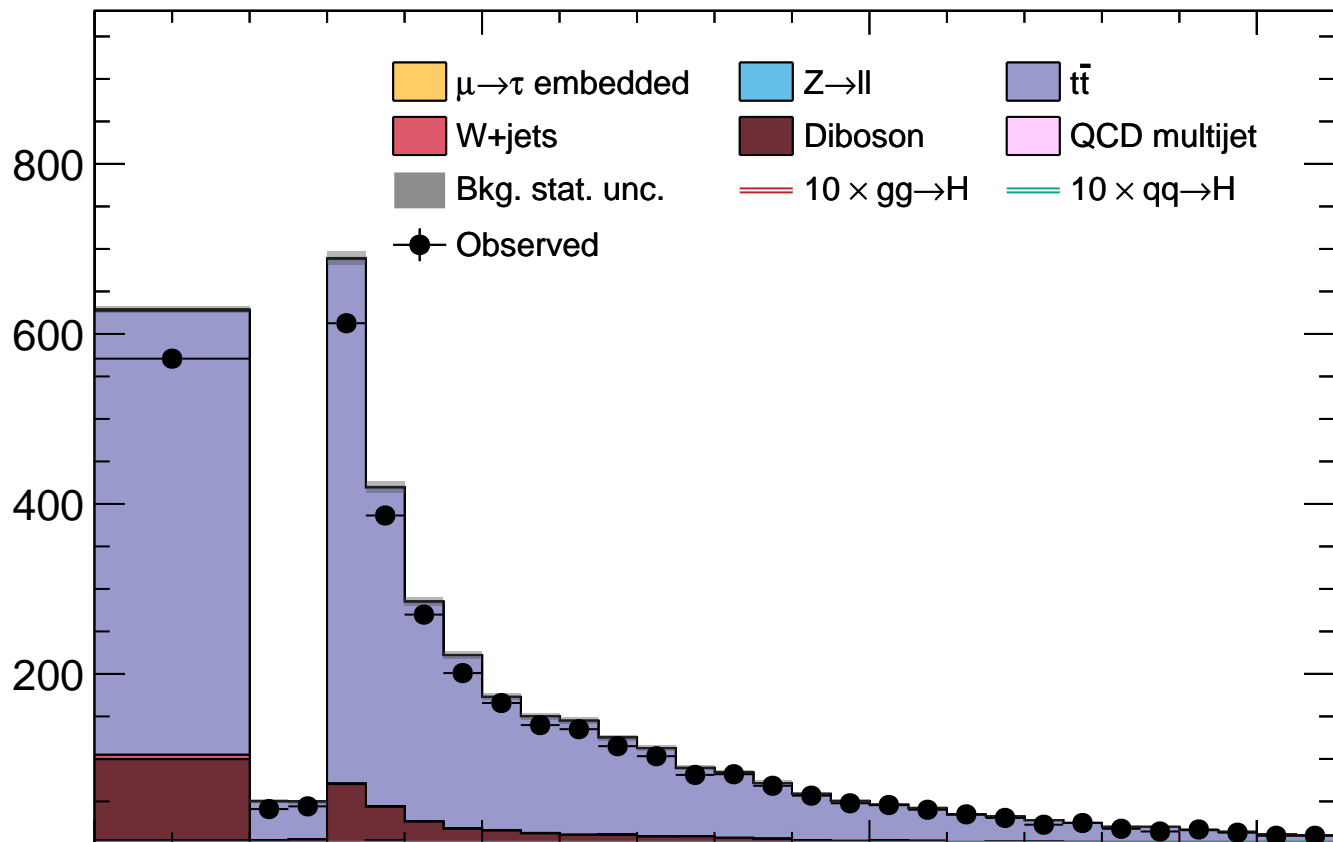 μ→τ embedded Z→ll tt̄
W+jets Diboson QCD multijet
Bkg. stat. unc. 10 × gg→H 10 × qq→H
Observed
800
600
400
200